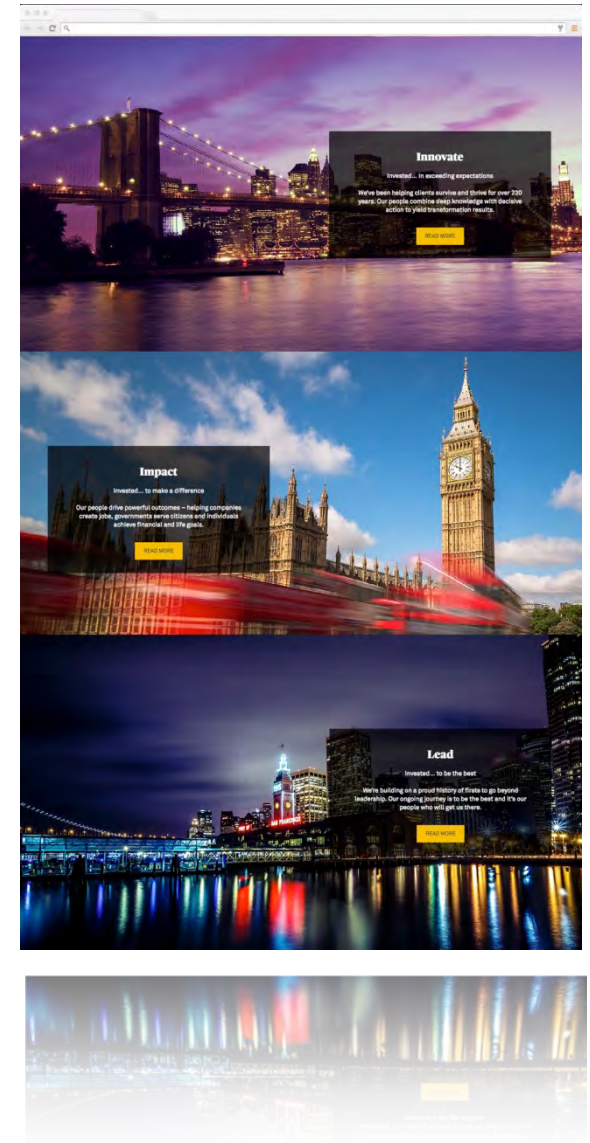 Innovate
Invested... in exceeding expectations
We've been helping clients survive and thrive for over 230
years. Our people combine deep knowledge with decisive
action to yield transformation results.
READ MORE
Impact
Invested... to make a difference
Our people drive powerful outcomes – helping companies
create jobs, governments serve citizens and individuals
achieve financial and life goals.
READ MORE
Lead
Invested... to be the best
We're building on a proud history of firsts to go beyond
leadership. Our ongoing journey is to be the best and it's our
people who will get us there.
READ MORE
SAN FRANCISCO